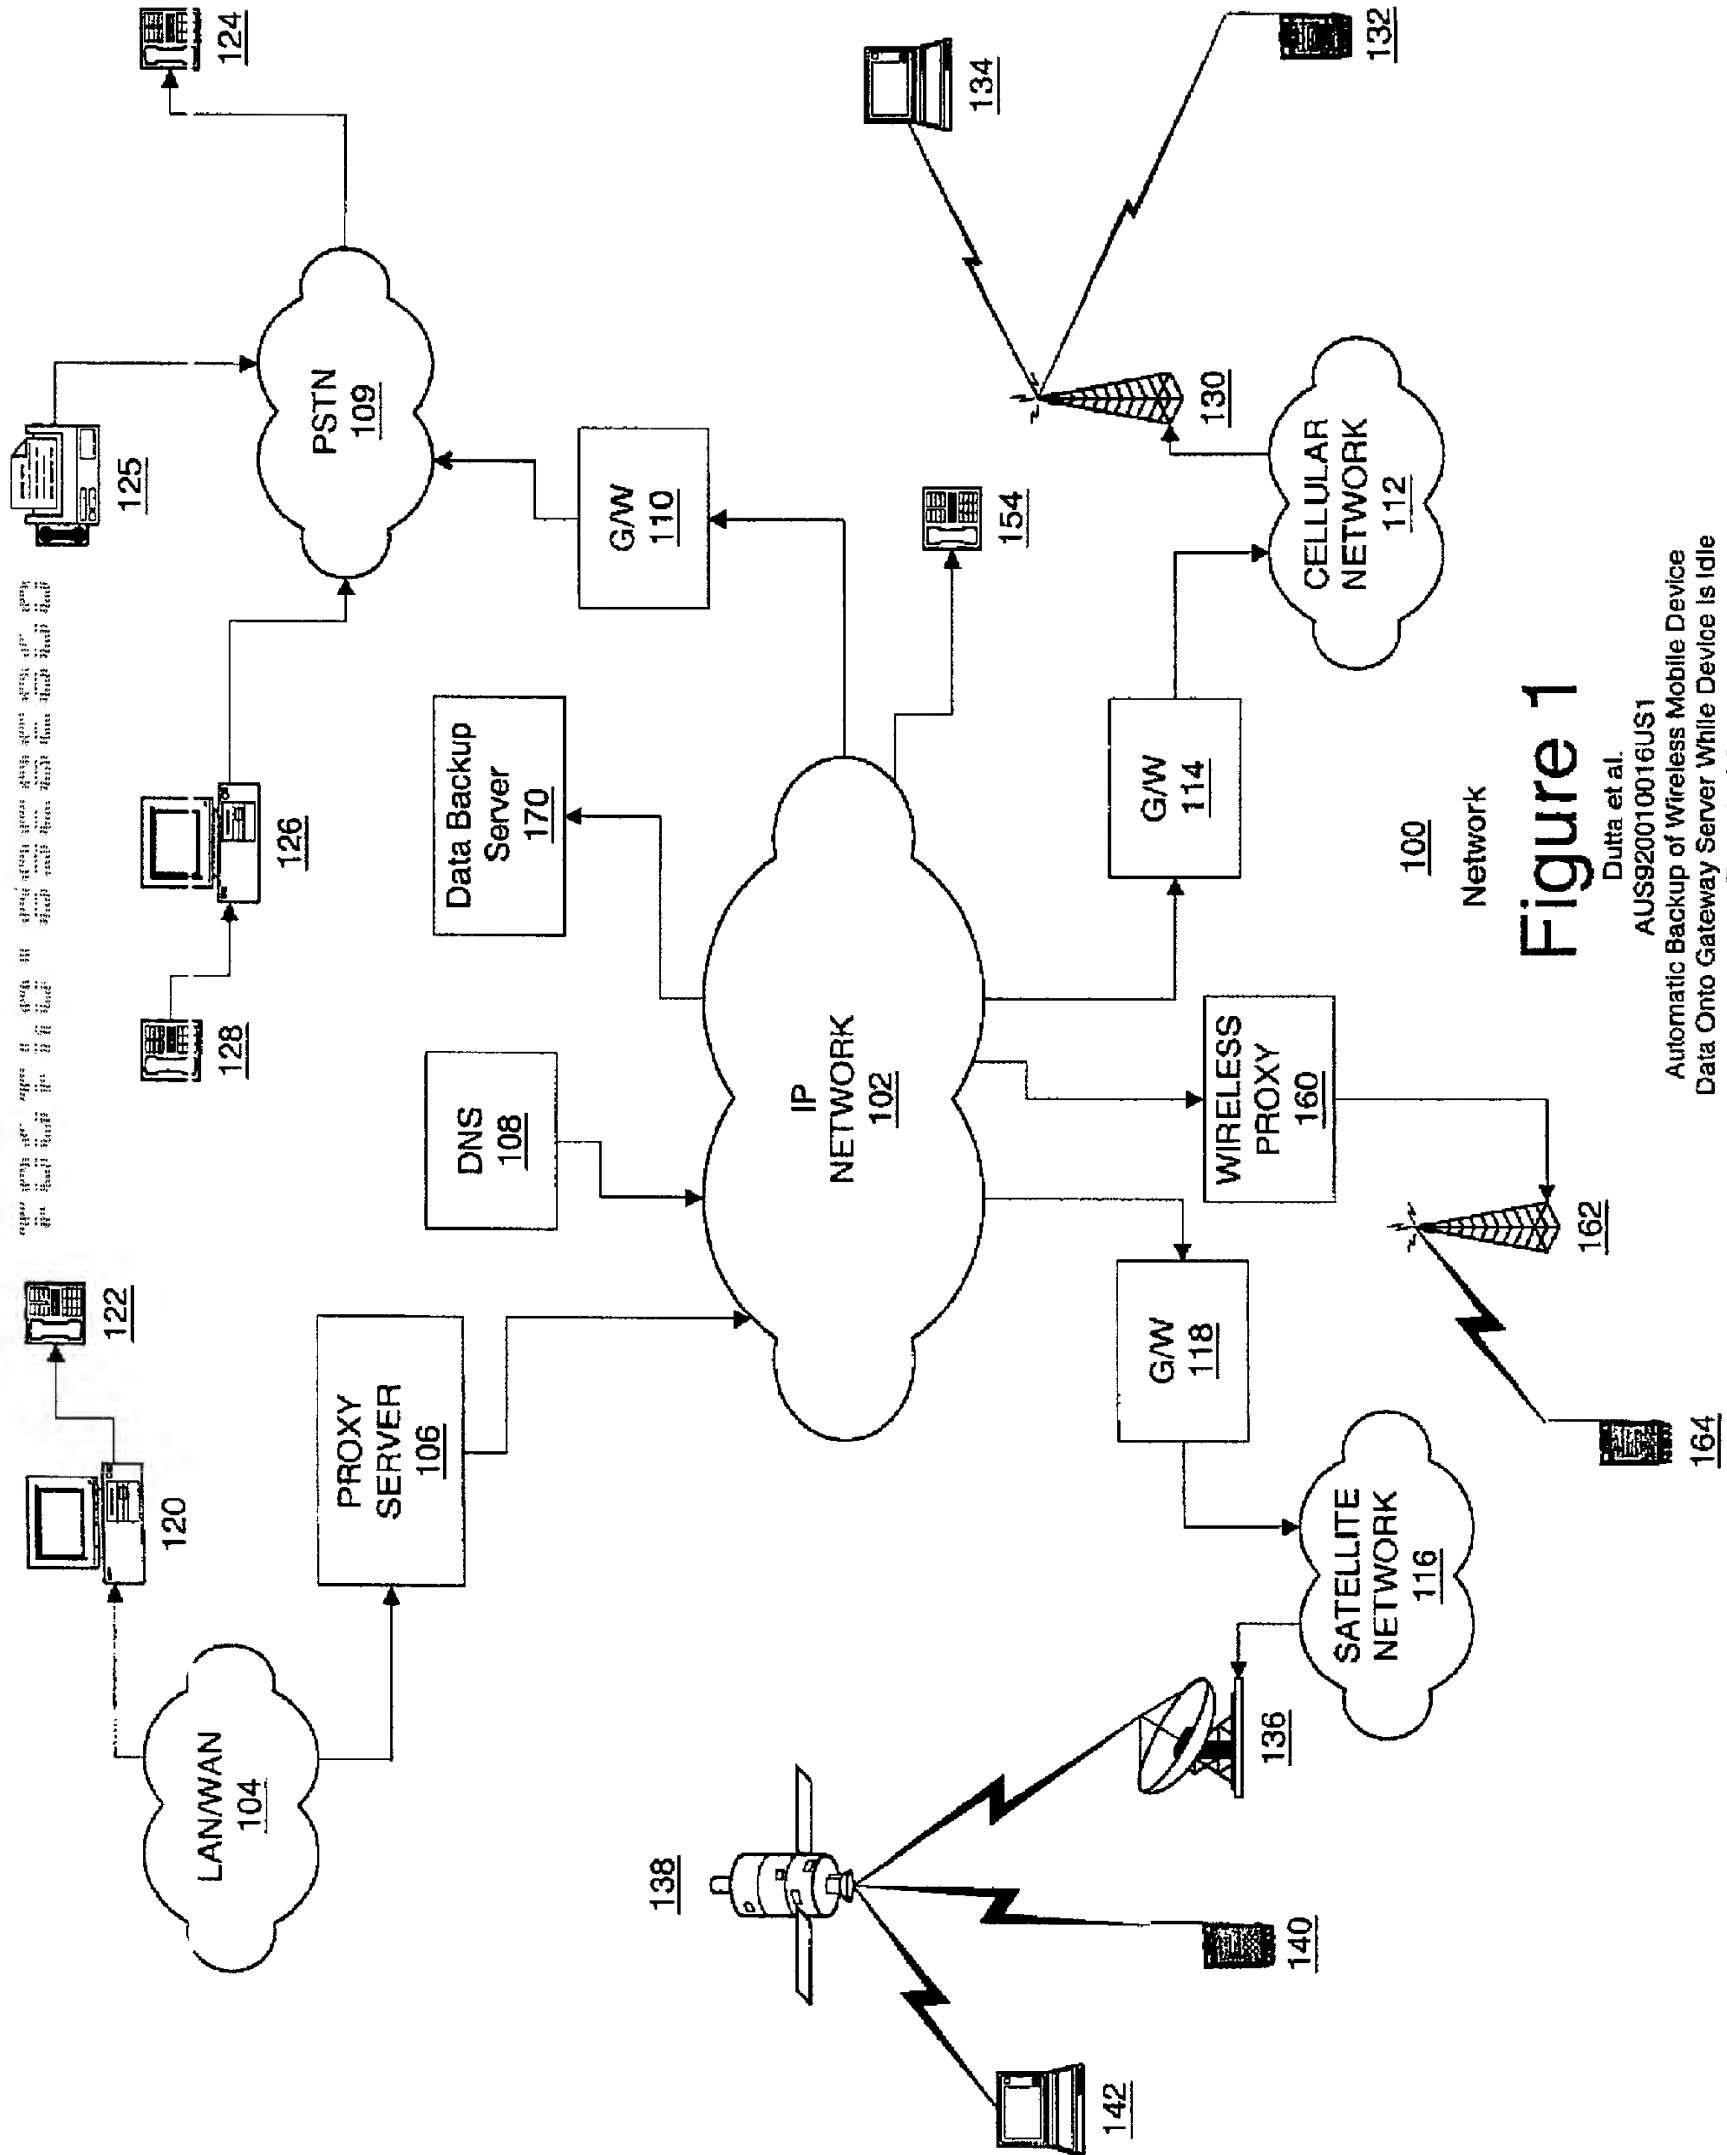 122
120
LAN/WAN
104
PROXY
SERVER
106
128
126
125
124
PSTN
109
DNS
108
Data Backup
Server
170
G/W
110
IP
NETWORK
102
154
134
132
138
142
140
136
SATELLITE
NETWORK
116
G/W
118
WIRELESS
PROXY
160
162
164
G/W
114
CELLULAR
NETWORK
112
130
100
Network
Figure 1
Dutta et al.
AUS920010016US1
Automatic Backup of Wireless Mobile Device
Data Onto Gateway Server While Device Is Idle